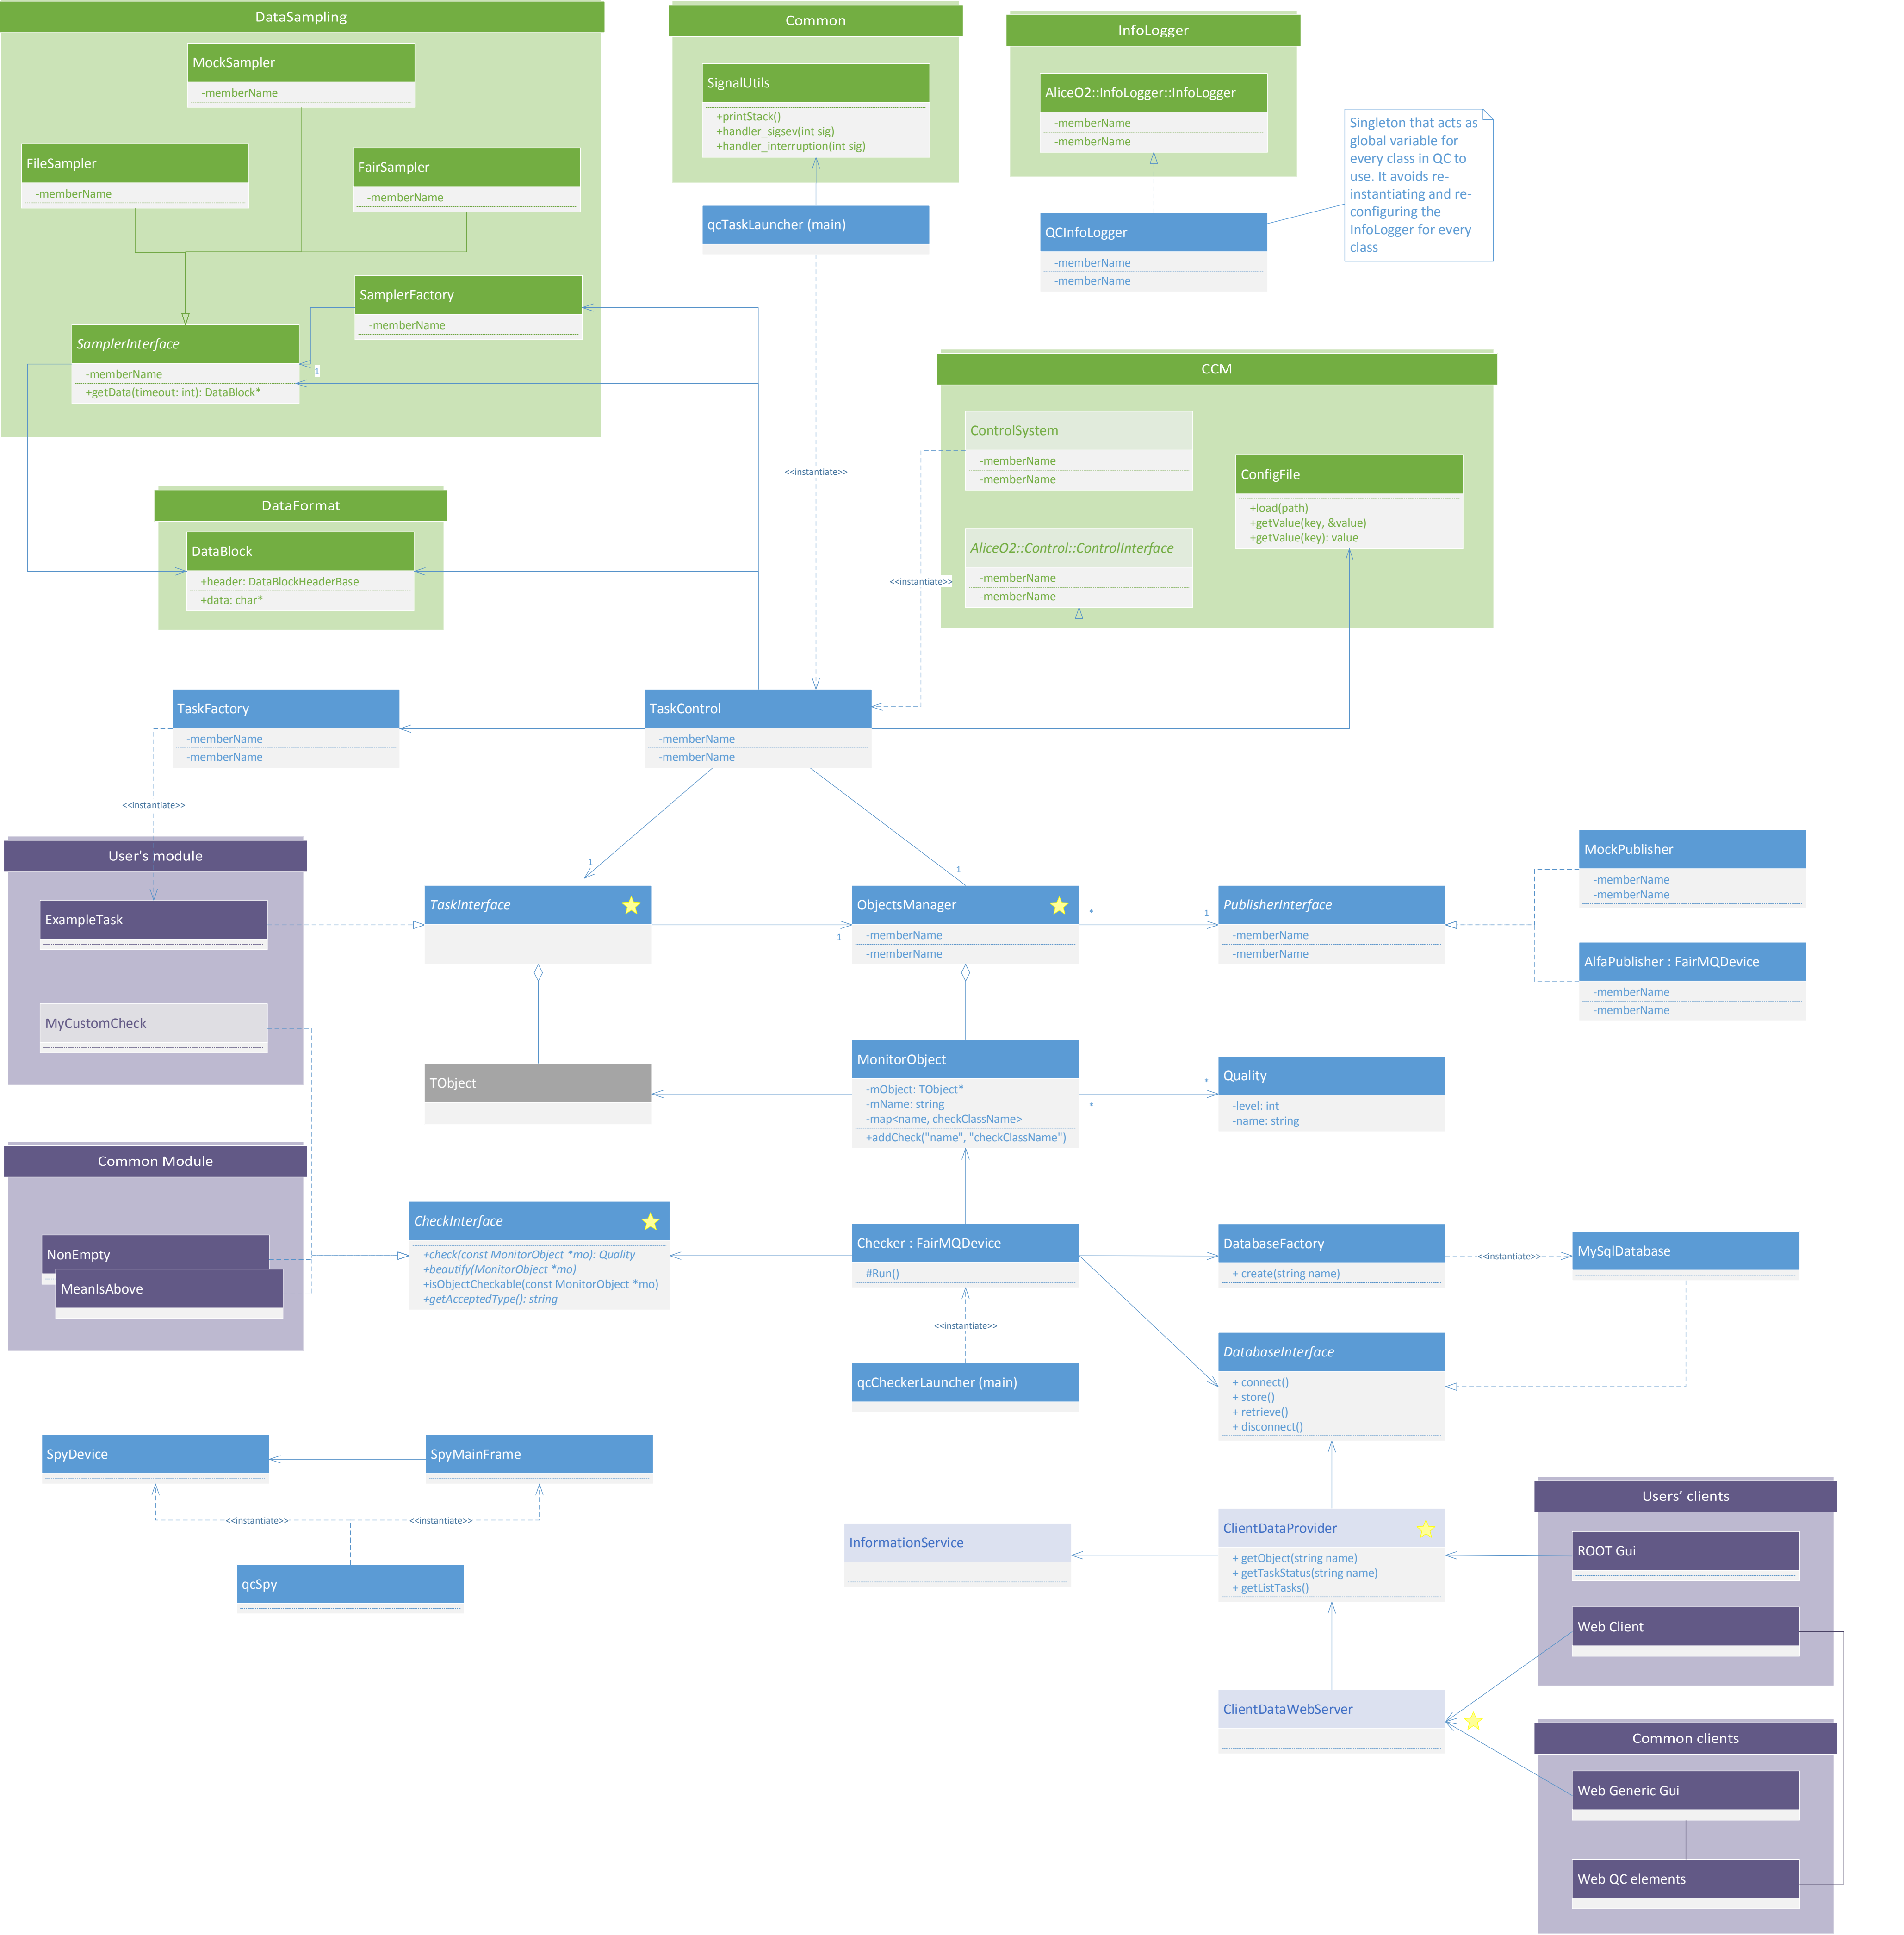 DataSampling
MockSampler
-memberName
FileSampler
-memberName
FairSampler
-memberName
SamplerFactory
-memberName
SamplerInterface
-memberName
+getData(timeout: int): DataBlock*
1
Common
SignalUtils
+printStack()
+handler_sigsev(int sig)
+handler_interruption(int sig)
qcTaskLauncher (main)
InfoLogger
AliceO2::InfoLogger::InfoLogger
-memberName
-memberName
QCInfoLogger
-memberName
-memberName
Singleton that acts as
global variable for
every class in QC to
use. It avoids re-
instantiating and re-
configuring the
InfoLogger for every
class
CCM
ControlSystem
-memberName
-memberName
ConfigFile
+load(path)
+getValue(key, &value)
+getValue(key): value
AliceO2::Control::ControlInterface
-memberName
-memberName
<<instantiate>>
<<instantiate>>
DataFormat
DataBlock
+header: DataBlockHeaderBase
+data: char*
TaskFactory
-memberName
-memberName
TaskControl
-memberName
-memberName
<<instantiate>>
User's module
ExampleTask
MyCustomCheck
1
1
TaskInterface
1
ObjectsManager
-memberName
-memberName
*
1
PublisherInterface
-memberName
-memberName
MockPublisher
-memberName
-memberName
AlfaPublisher : FairMQDevice
-memberName
-memberName
TObject
MonitorObject
-mObject: TObject*
-mName: string
-map<name, checkClassName>
+addCheck("name", "checkClassName")
*
*
Quality
-level: int
-name: string
Common Module
NonEmpty
MeanIsAbove
CheckInterface
+check(const MonitorObject *mo): Quality
+beautify(MonitorObject *mo)
+isObjectCheckable(const MonitorObject *mo)
+getAcceptedType(): string
Checker : FairMQDevice
#Run()
<<instantiate>>
qcCheckerLauncher (main)
DatabaseFactory
+ create(string name)
<<instantiate>>
MySqlDatabase
DatabaseInterface
+ connect()
+ store()
+ retrieve()
+ disconnect()
SpyDevice
SpyMainFrame
<<instantiate>>
<<instantiate>>
qcSpy
InformationService
ClientDataProvider
+ getObject(string name)
+ getTaskStatus(string name)
+ getListTasks()
ClientDataWebServer
Users’ clients
ROOT Gui
Web Client
Common clients
Web Generic Gui
Web QC elements